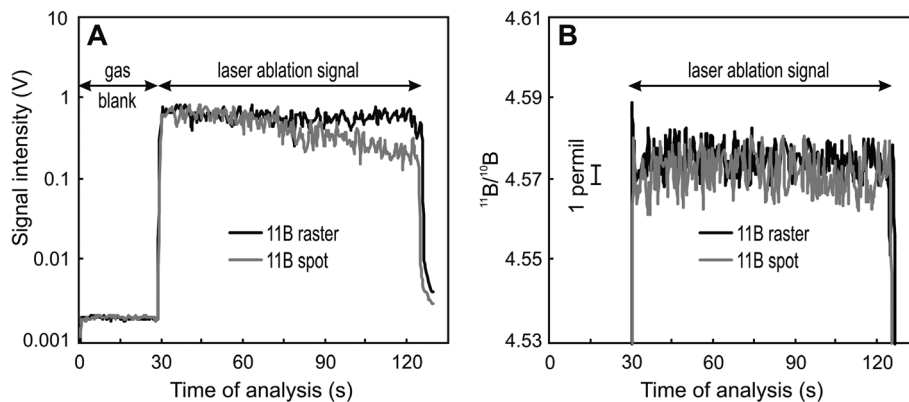 A
Signal intensity (V)
10
1
0.1
0.01
0.001
gas
blank
laser ablation signal
11B raster
11B spot
0
30
60
90
120
Time of analysis (s)
B
¹¹B/¹⁰B
4.61
4.59
4.57
4.55
4.53
laser ablation signal
1 permil
11B raster
11B spot
0
30
60
90
120
Time of analysis (s)